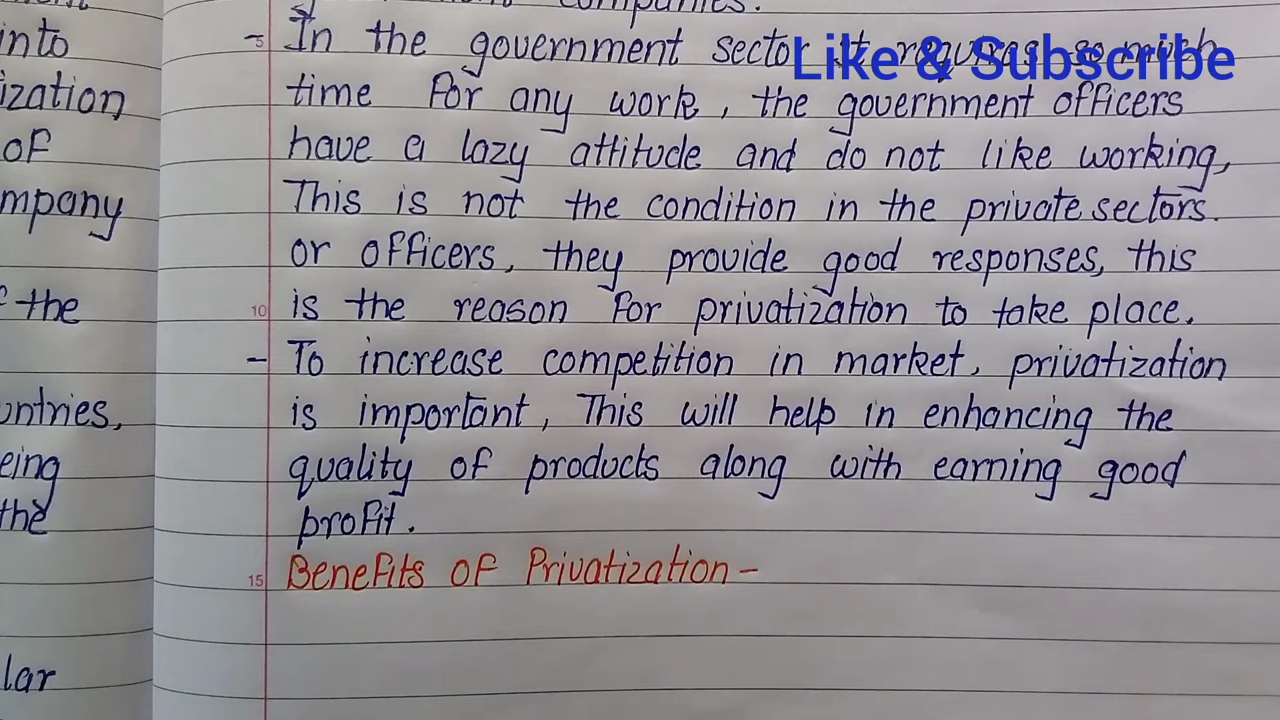 into
ization
of
mpany
the
ontries,
eing
the
lar
companies.
5 - In the government sector it requires so much
Like & Subscribe
time for any work, the government officers
have a lazy attitude and do not like working,
This is not the condition in the private sectors.
or officers, they provide good responses, this
10 is the reason for privatization to take place.
- To increase competition in market, privatization
is important, This will help in enhancing the
quality of products along with earning good
profit.
15 Benefits of Privatization -